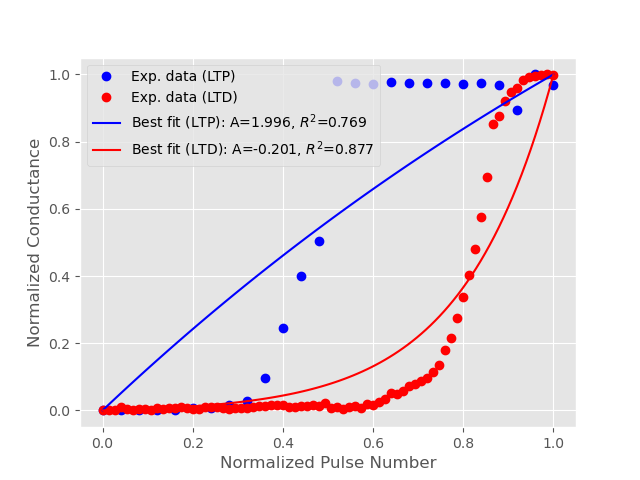 Exp. data (LTP)
Exp. data (LTD)
Best fit (LTP): A=1.996, R²=0.769
Best fit (LTD): A=-0.201, R²=0.877
1.0
0.8
0.6
0.4
0.2
0.0
Normalized Conductance
0.0 0.2 0.4 0.6 0.8 1.0
Normalized Pulse Number